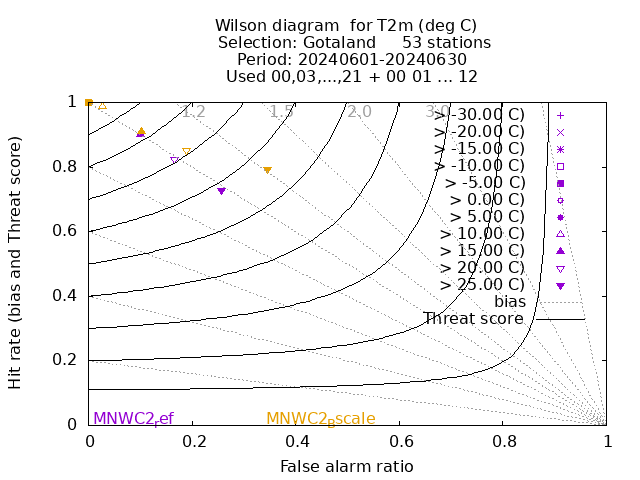 Wilson diagram  for T2m (deg C)
Selection: Gotaland     53 stations
Period: 20240601-20240630
Used 00,03,...,21 + 00 01 ... 12
Hit rate (bias and Threat score)
1
0.8
0.6
0.4
0.2
0
1.2
1.5
2.0
3.0
> -30.00 C)
> -20.00 C)
> -15.00 C)
> -10.00 C)
> -5.00 C)
> 0.00 C)
> 5.00 C)
> 10.00 C)
> 15.00 C)
> 20.00 C)
> 25.00 C)
bias
Threat score
MNWC2ref
MNWC2Bscale
0
0.2
0.4
0.6
0.8
1
False alarm ratio